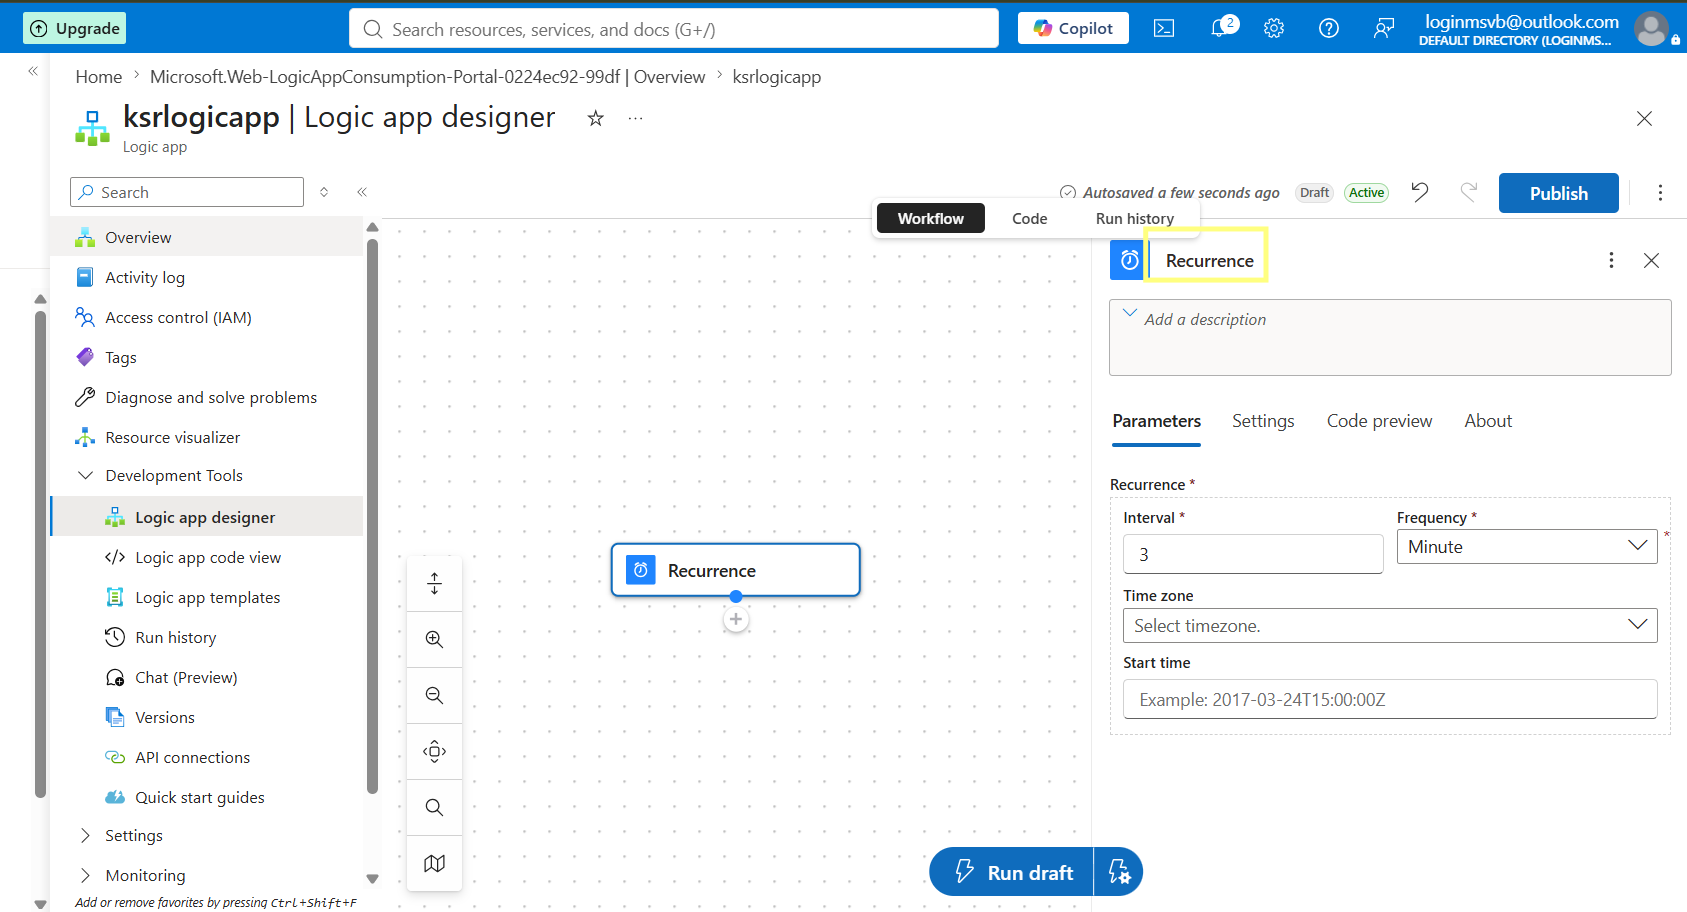 Upgrade
Search resources, services, and docs (G+/)
Copilot
2
loginmsvb@outlook.com
DEFAULT DIRECTORY (LOGINMS...
Home > Microsoft.Web-LogicAppConsumption-Portal-0224ec92-99df | Overview > ksrlogicapp
ksrlogicapp | Logic app designer
Logic app
Search
Autosaved a few seconds ago
Draft
Active
Publish
Workflow
Code
Run history
Overview
Activity log
Access control (IAM)
Tags
Diagnose and solve problems
Resource visualizer
Development Tools
Logic app designer
Logic app code view
Logic app templates
Run history
Chat (Preview)
Versions
API connections
Quick start guides
Settings
Monitoring
Add or remove favorites by pressing Ctrl+Shift+F
Recurrence
Run draft
Recurrence
Add a description
Parameters
Settings
Code preview
About
Recurrence *
Interval *
Frequency *
3
Minute
*
Time zone
Select timezone.
Start time
Example: 2017-03-24T15:00:00Z